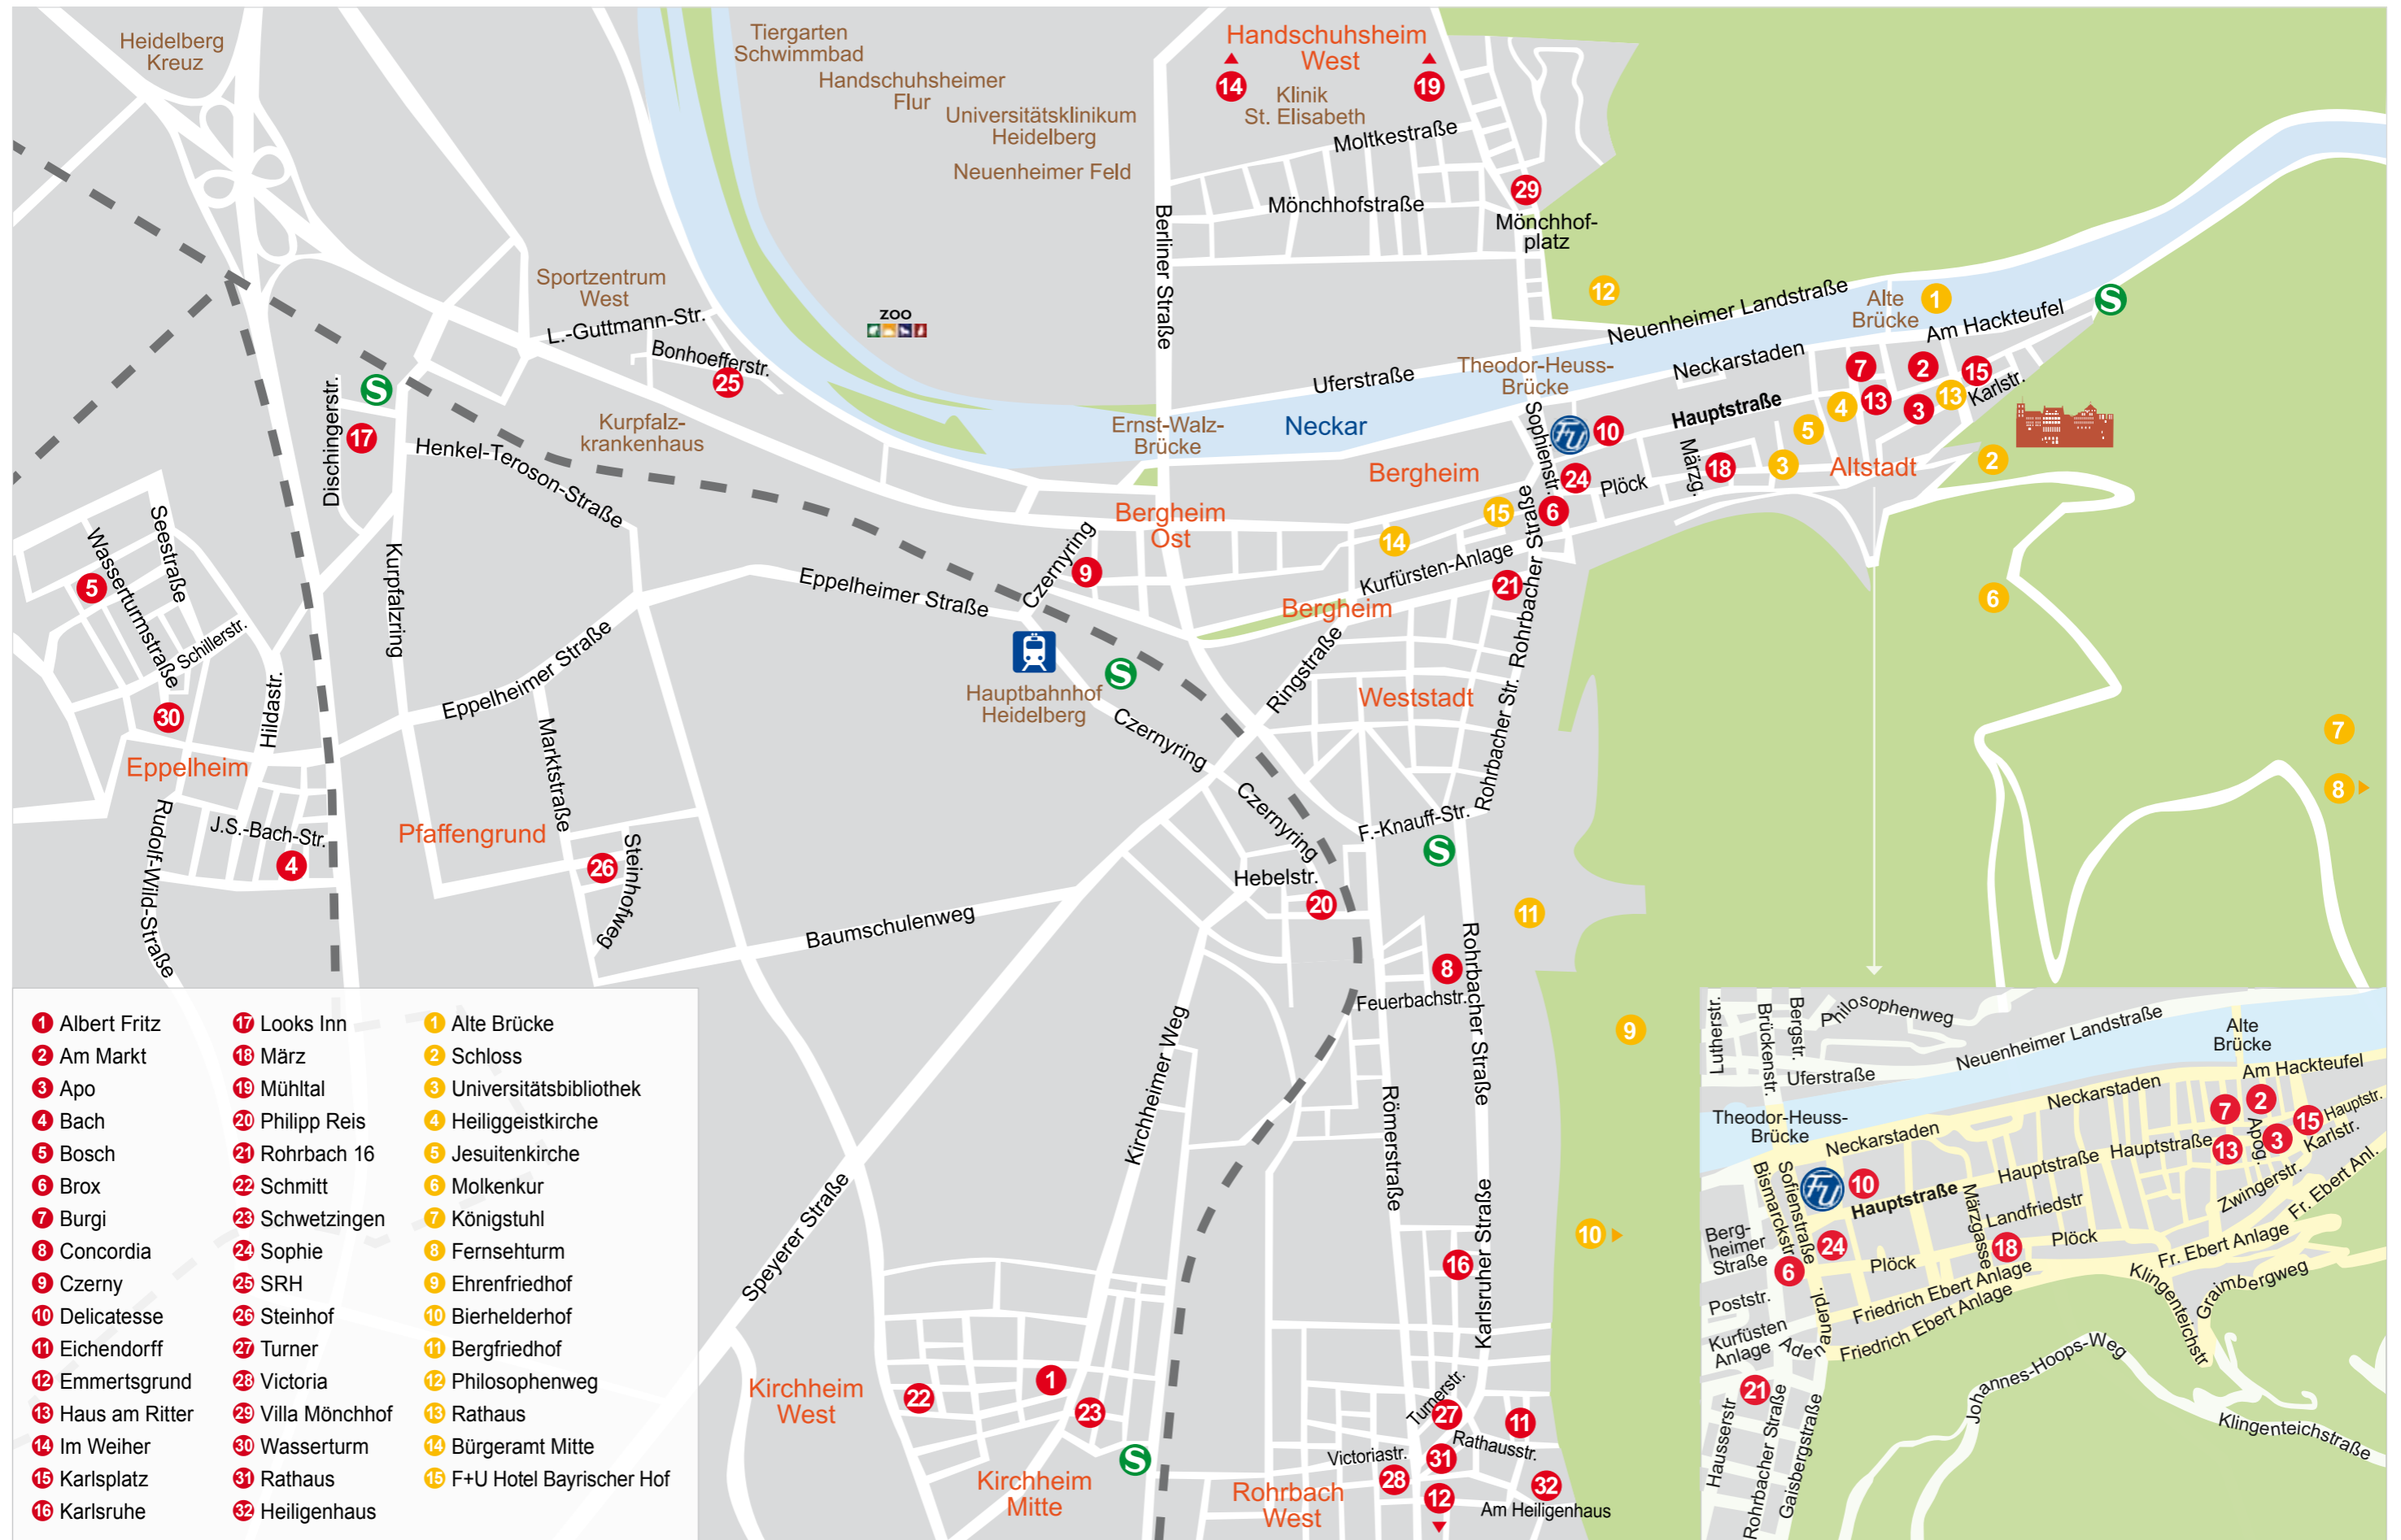 Heidelberg
Kreuz
Tiergarten
Schwimmbad
Handschuhsheimer
Flur
Universitätsklinikum
Heidelberg
Neuenheimer Feld
Handschuhsheim
West
14
19
Klinik
St. Elisabeth
Moltkestraße
Mönchhofstraße
29
Mönchhof-
platz
Berliner Straße
Sportzentrum
West
L.-Guttmann-Str.
Bonhoefferstr.
25
ZOO
12
Neuenheimer Landstraße
Alte
Brücke
1
Am Hackteufel
S
Neckarstaden
Theodor-Heuss-
Brücke
Uferstraße
7
2
15
Karlstr.
13
3
13
4
5
Hauptstraße
Dischingerstr.
S
17
Kurpfalz-
krankenhaus
Ernst-Walz-
Brücke
Neckar
Sophienstr.
FU
10
Henkel-Teroson-Straße
Bergheim
24
Plöck
Märzg.
18
3
Altstadt
2
Bergheim
Ost
15
6
14
Seestraße
Wasserturmstraße
5
Schillerstr.
Kurpfalzring
Czernyring
9
Eppelheimer Straße
Kurfürsten-Anlage
21
Rohrbacher Straße
Bergheim
6
Hauptbahnhof
Heidelberg
S
Ringstraße
Weststadt
Rohrbacher Str.
30
Hildastr.
Eppelheimer Straße
Marktstraße
Czernyring
7
8
Eppelheim
Rudolf-Wild-Straße
J.S.-Bach-Str.
4
Pfaffengrund
26
Steinhofweg
Czernyring
F.-Knauff-Str.
S
Hebelstr.
20
Baumschulenweg
11
8
Rohrbacher Straße
Feuerbachstr.
9
Kirchheimer Weg
Römerstraße
Speyerer Straße
Karlsruher Straße
10
16
Kirchheim
West
22
1
23
S
Kirchheim
Mitte
Turnerstr.
27
11
Rathausstr.
Victoriastr.
31
28
32
Rohrbach
West
12
Am Heiligenhaus
1 Albert Fritz
2 Am Markt
3 Apo
4 Bach
5 Bosch
6 Brox
7 Burgi
8 Concordia
9 Czerny
10 Delicatesse
11 Eichendorff
12 Emmertsgrund
13 Haus am Ritter
14 Im Weiher
15 Karlsplatz
16 Karlsruhe
17 Looks Inn
18 März
19 Mühltal
20 Philipp Reis
21 Rohrbach 16
22 Schmitt
23 Schwetzingen
24 Sophie
25 SRH
26 Steinhof
27 Turner
28 Victoria
29 Villa Mönchhof
30 Wasserturm
31 Rathaus
32 Heiligenhaus
1 Alte Brücke
2 Schloss
3 Universitätsbibliothek
4 Heiliggeistkirche
5 Jesuitenkirche
6 Molkenkur
7 Königstuhl
8 Fernsehturm
9 Ehrenfriedhof
10 Bierhelderhof
11 Bergfriedhof
12 Philosophenweg
13 Rathaus
14 Bürgeramt Mitte
15 F+U Hotel Bayrischer Hof
Lutherstr.
Brückenstr.
Bergstr.
Philosophenweg
Uferstraße
Neuenheimer Landstraße
Alte
Brücke
Am Hackteufel
Theodor-Heuss-
Brücke
Neckarstaden
Neckarstaden
7
2
15
Hauptstr.
Apog.
3
Karlstr.
13
Hauptstraße
Hauptstraße
Zwingerstr.
Fr. Ebert Anl.
Bismarckstr.
Sofienstraße
FU
10
Hauptstraße
Märzgasse
Landfriedstr
Berg-
heimer
Straße
24
6
Plöck
18
Plöck
Fr. Ebert Anlage
Klingenteichstr
Graimbergweg
Poststr.
Friedrich Ebert Anlage
Friedrich Ebert Anlage
Kurfüsten
Anlage
Aden
auerpl.
21
Hausserstr
Rohrbacher Straße
Gaisbergstraße
Johannes-Hoops-Weg
Klingenteichstraße